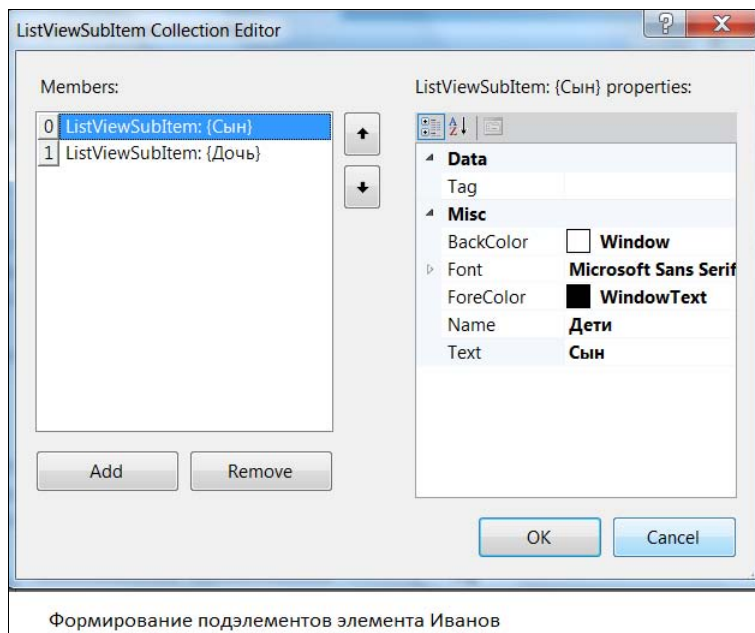 ListViewSubItem Collection Editor
Members:
ListViewSubItem: {Сын} properties:
0 ListViewSubItem: {Сын}
1 ListViewSubItem: {Дочь}
Data
Tag
Misc
BackColor Window
Font Microsoft Sans Serif
ForeColor WindowText
Name Дети
Text Сын
Add Remove
OK Cancel
Формирование подэлементов элемента Иванов